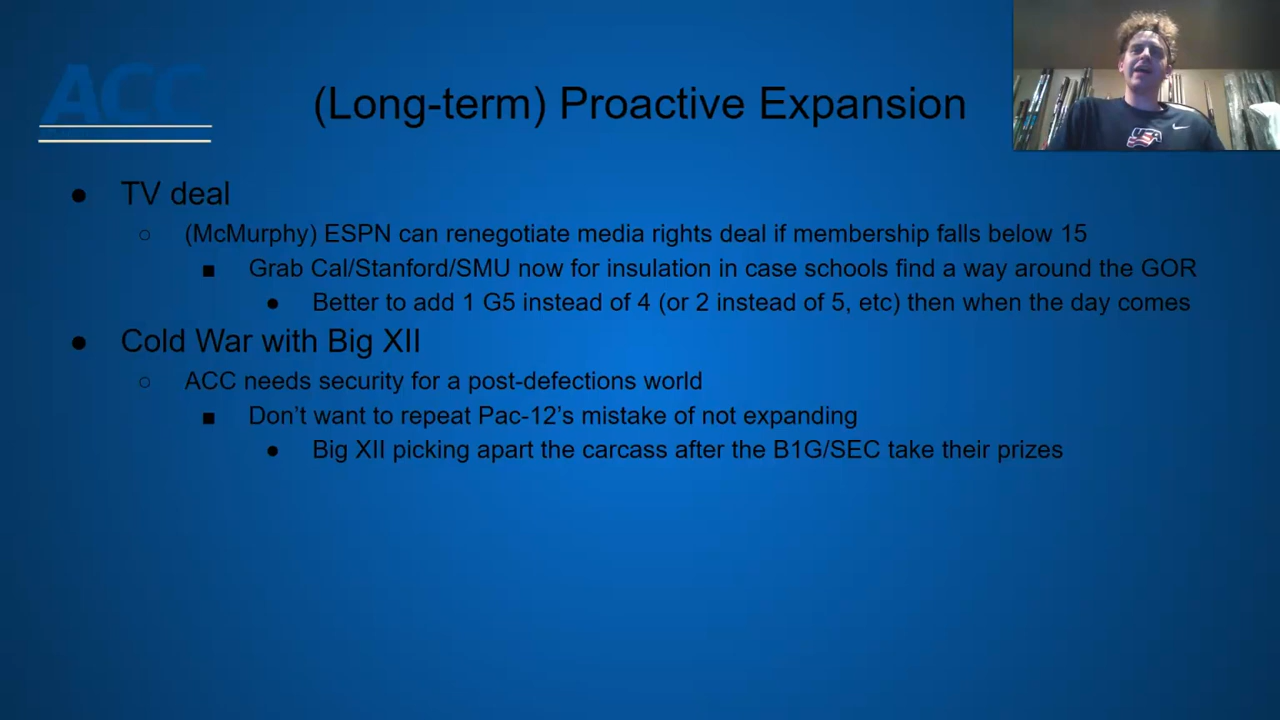 ACC
(Long-term) Proactive Expansion
● TV deal
○ (McMurphy) ESPN can renegotiate media rights deal if membership falls below 15
■ Grab Cal/Stanford/SMU now for insulation in case schools find a way around the GOR
● Better to add 1 G5 instead of 4 (or 2 instead of 5, etc) then when the day comes
● Cold War with Big XII
○ ACC needs security for a post-defections world
■ Don’t want to repeat Pac-12’s mistake of not expanding
● Big XII picking apart the carcass after the B1G/SEC take their prizes
USA